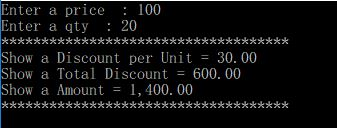 Enter a price  : 100
Enter a qty  : 20
************************************
Show a Discount per Unit = 30.00
Show a Total Discount = 600.00
Show a Amount = 1,400.00
************************************